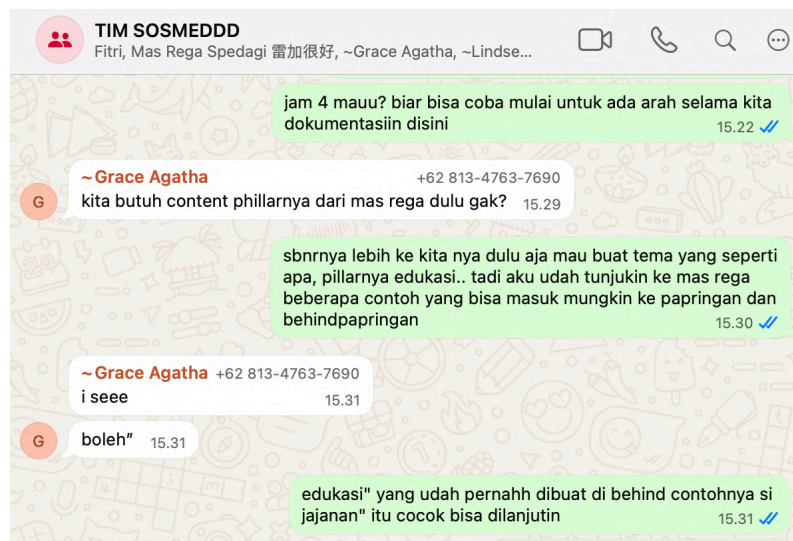 TIM SOSMEDDD
Fitri, Mas Rega Spedagi 雷加很好, ~Grace Agatha, ~Lindse...
jam 4 mauu? biar bisa coba mulai untuk ada arah selama kita
dokumentasiin disini
15.22
~Grace Agatha +62 813-4763-7690
G
kita butuh content phillarnya dari mas rega dulu gak? 15.29
sbnrnya lebih ke kita nya dulu aja mau buat tema yang seperti
apa, pillarnya edukasi.. tadi aku udah tunjukin ke mas rega
beberapa contoh yang bisa masuk mungkin ke papringan dan
behindpapringan
15.30
~Grace Agatha +62 813-4763-7690
i seee 15.31
G
boleh” 15.31
edukasi" yang udah pernahh dibuat di behind contohnya si
jajanan" itu cocok bisa dilanjutin
15.31